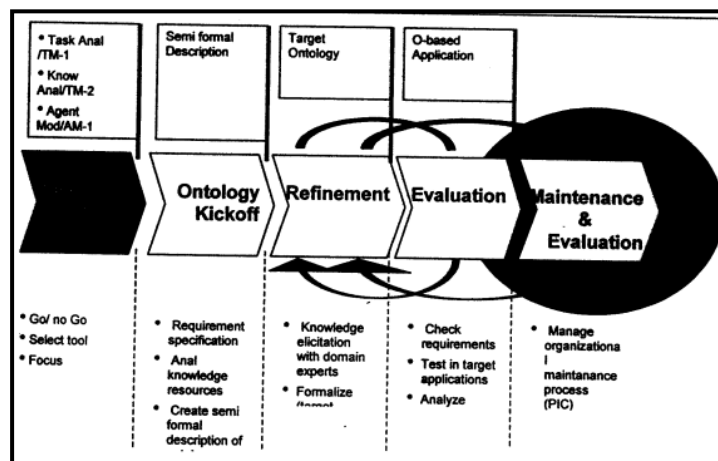 • Task Anal
/TM-1
• Know
Anal/TM-2
• Agent
Mod/AM-1
Semi formal
Description
Target
Ontology
O-based
Application
Ontology
Kickoff
Refinement
Evaluation
Maintenance
&
Evaluation
• Go/ no Go
• Select tool
• Focus
• Requirement
specification
• Anal
knowledge
resources
• Create semi
formal
description of
• Knowledge
elicitation
with domain
experts
• Formalize
• Check
requirements
• Test in target
applications
• Analyze
• Manage
organizationa
l
maintanance
process
(PIC)